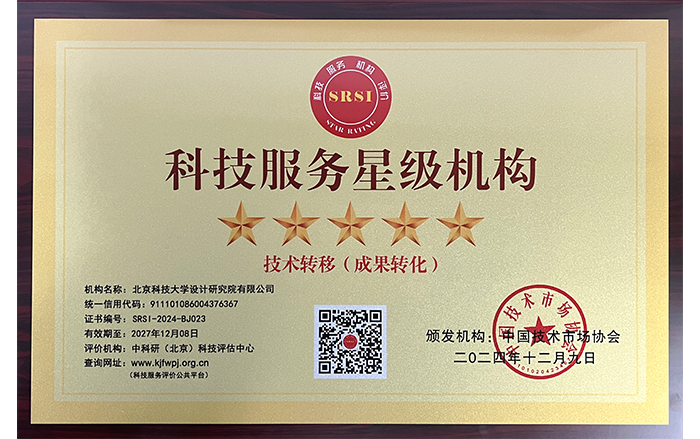 科技 服务 机构 评价
SRSI
STAR RATING
科技服务星级机构
技术转移（成果转化）
机构名称：北京科技大学设计研究院有限公司
统一信用代码：911101086004376367
证书编号：SRSI-2024-BJ023
有效期至：2027年12月08日
评价机构：中科研（北京）科技评估中心
查询网址：www.kjfwpj.org.cn
（科技服务评价公共平台）
颁发机构：中国技术市场协会
二〇二四年十二月九日
中国技术市场协会